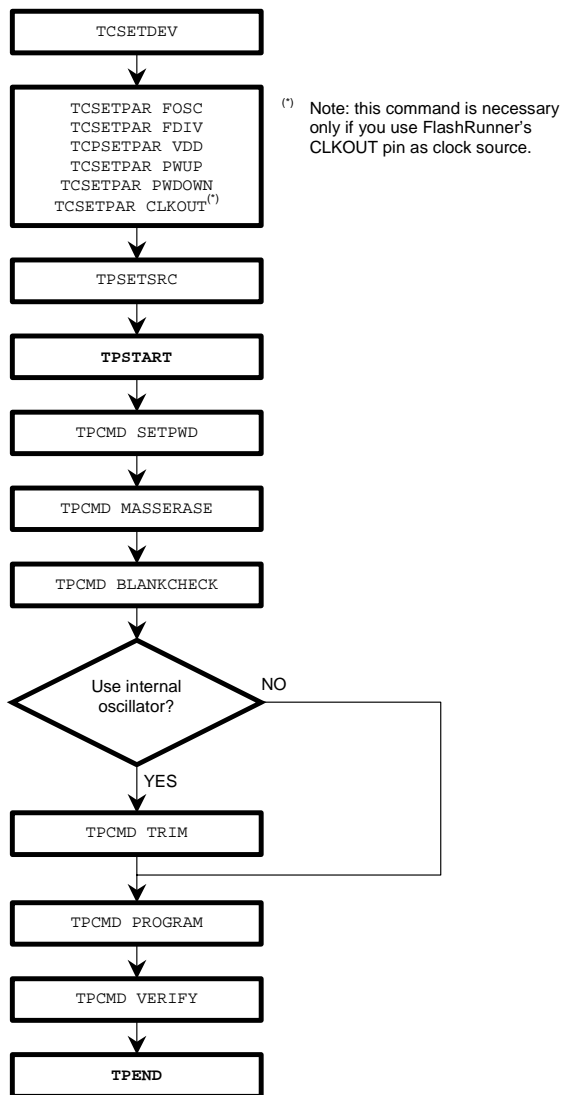 TCSETDEV
TCSETPAR FOSC
TCSETPAR FDIV
TCPSETPAR VDD
TCSETPAR PWUP
TCSETPAR PWDOWN
TCSETPAR CLKOUT(*)
(*) Note: this command is necessary
only if you use FlashRunner's
CLKOUT pin as clock source.
TPSETSRC
TPSTART
TPCMD SETPWD
TPCMD MASSERASE
TPCMD BLANKCHECK
Use internal
oscillator?
NO
YES
TPCMD TRIM
TPCMD PROGRAM
TPCMD VERIFY
TPEND